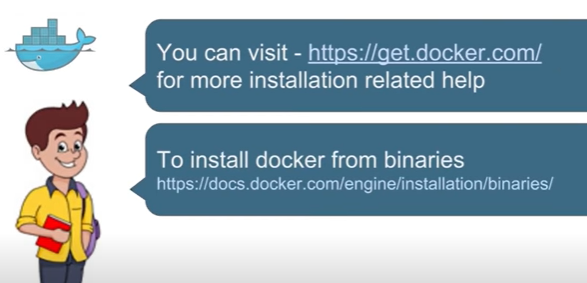 You can visit - https://get.docker.com/
for more installation related help
To install docker from binaries
https://docs.docker.com/engine/installation/binaries/